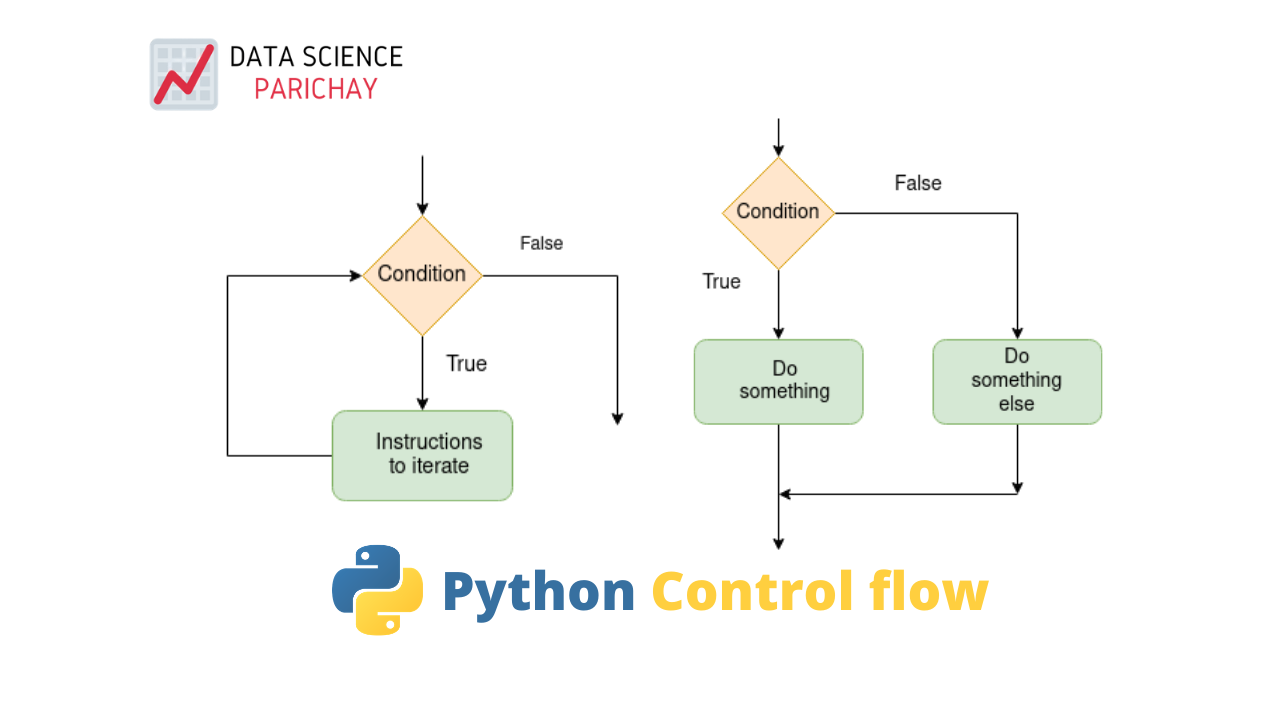 DATA SCIENCE
PARICHAY
Condition
False
True
Instructions
to iterate
Condition
False
True
Do
something
Do
something
else
Python Control flow